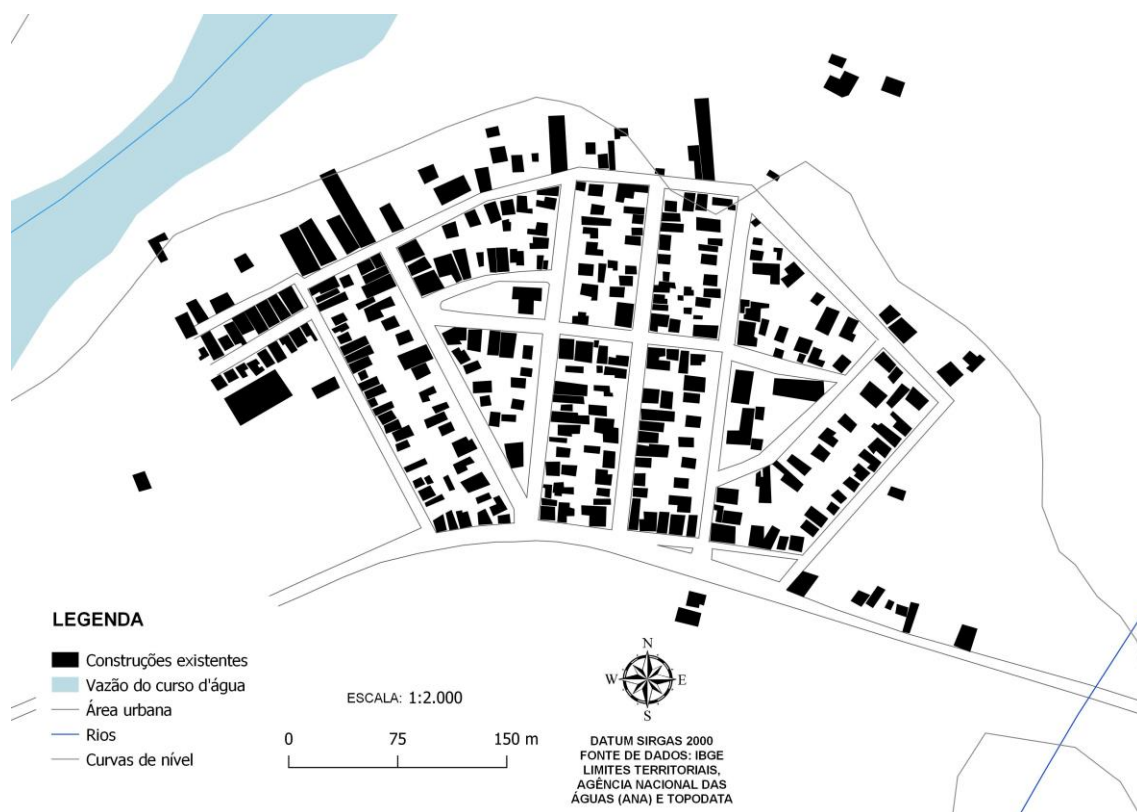 LEGENDA
Construções existentes
Vazão do curso d'água
Área urbana
Rios
Curvas de nível
ESCALA: 1:2.000
0 75 150 m
N
W E
S
DATUM SIRGAS 2000
FONTE DE DADOS: IBGE
LIMITES TERRITORIAIS,
AGÊNCIA NACIONAL DAS
ÁGUAS (ANA) E TOPODATA